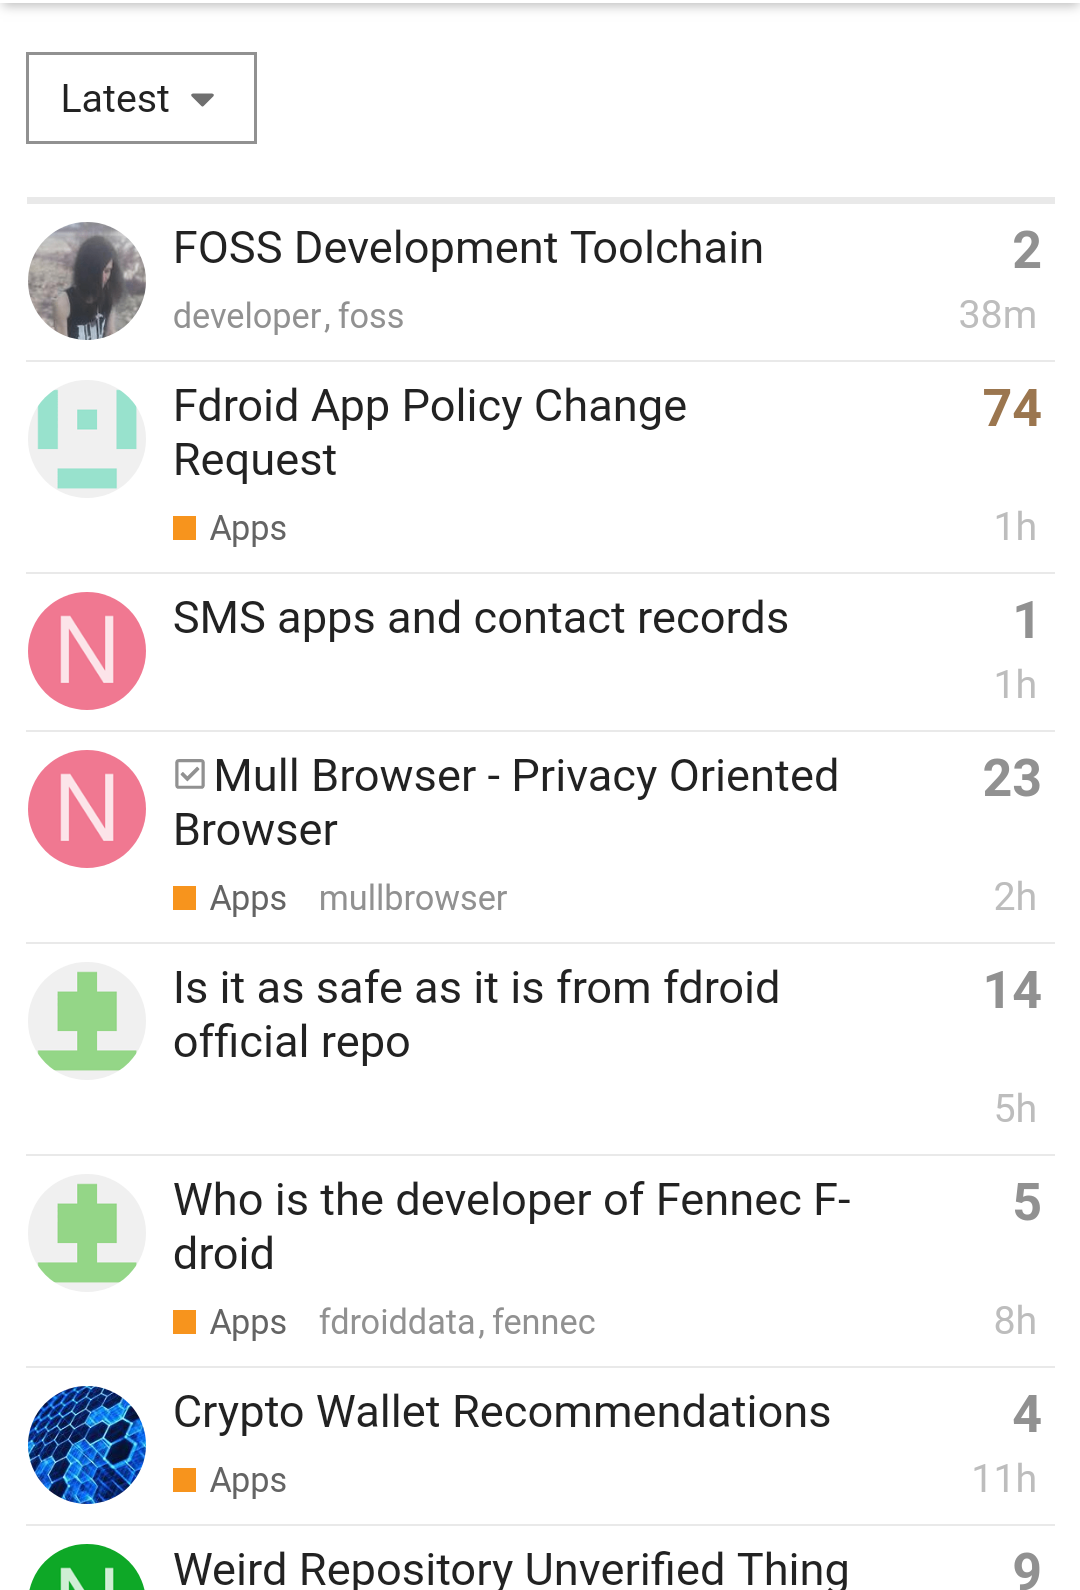 Latest
FOSS Development Toolchain
2
developer, foss
38m
Fdroid App Policy Change
74
Request
Apps
1h
N
SMS apps and contact records
1
1h
N
Mull Browser - Privacy Oriented
23
Browser
Apps mullbrowser
2h
Is it as safe as it is from fdroid
14
official repo
5h
Who is the developer of Fennec F-
5
droid
Apps fdroiddata, fennec
8h
Crypto Wallet Recommendations
4
Apps
11h
N
Weird Repository Unverified Thing
9